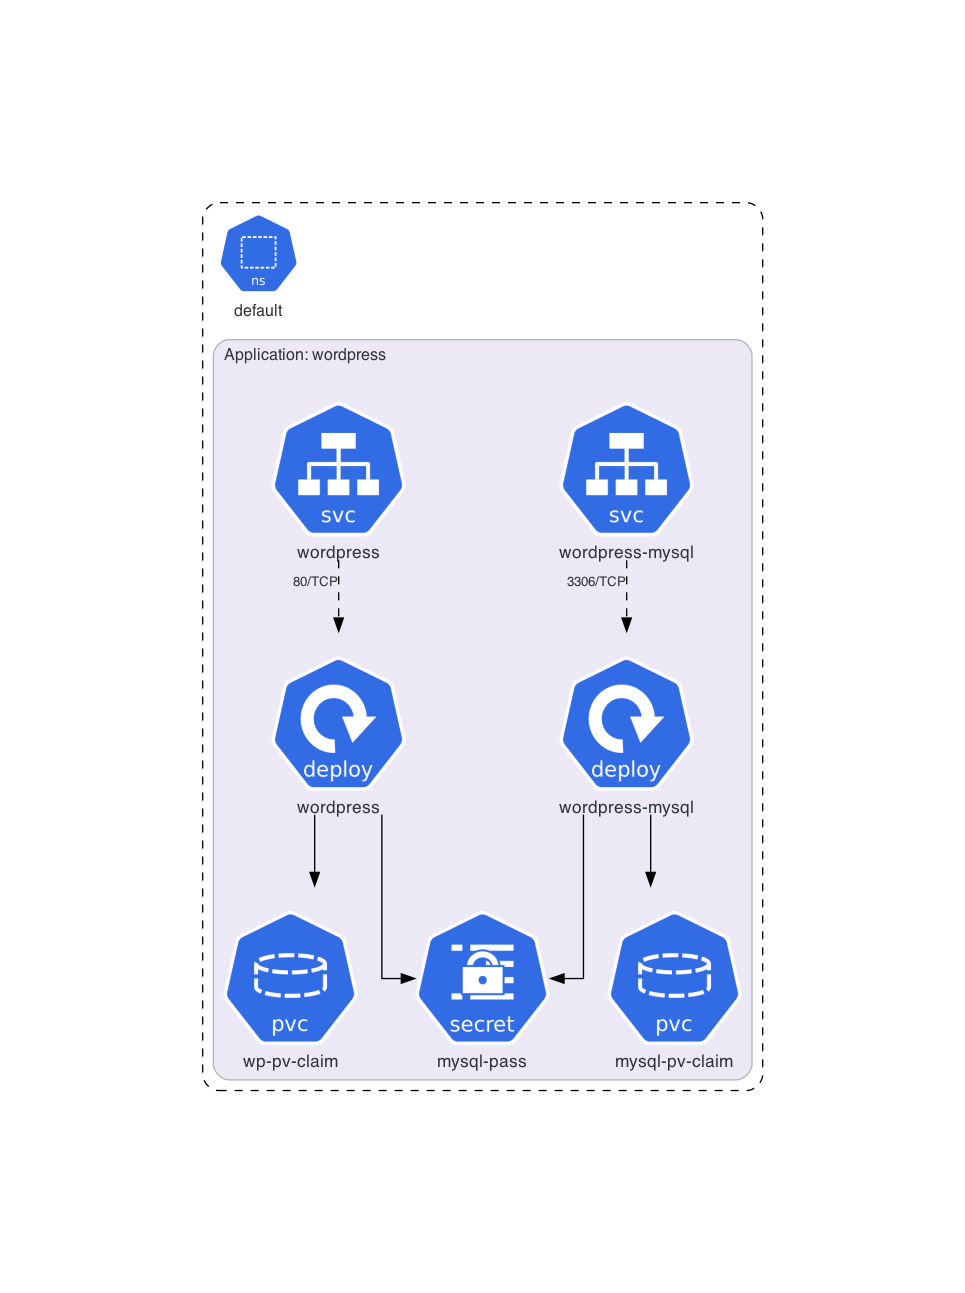 ns
default
Application: wordpress
svc
svc
wordpress
wordpress-mysql
80/TCP
3306/TCP
deploy
deploy
wordpress
wordpress-mysql
pvc
secret
pvc
wp-pv-claim
mysql-pass
mysql-pv-claim